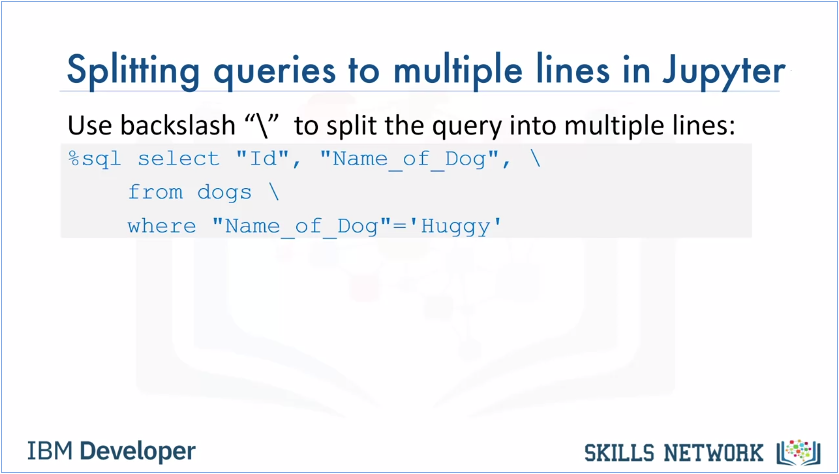 Splitting queries to multiple lines in Jupyter
Use backslash “\” to split the query into multiple lines:
%sql select "Id", "Name_of_Dog", \
from dogs \
where "Name_of_Dog"='Huggy'
IBM Developer
SKILLS NETWORK